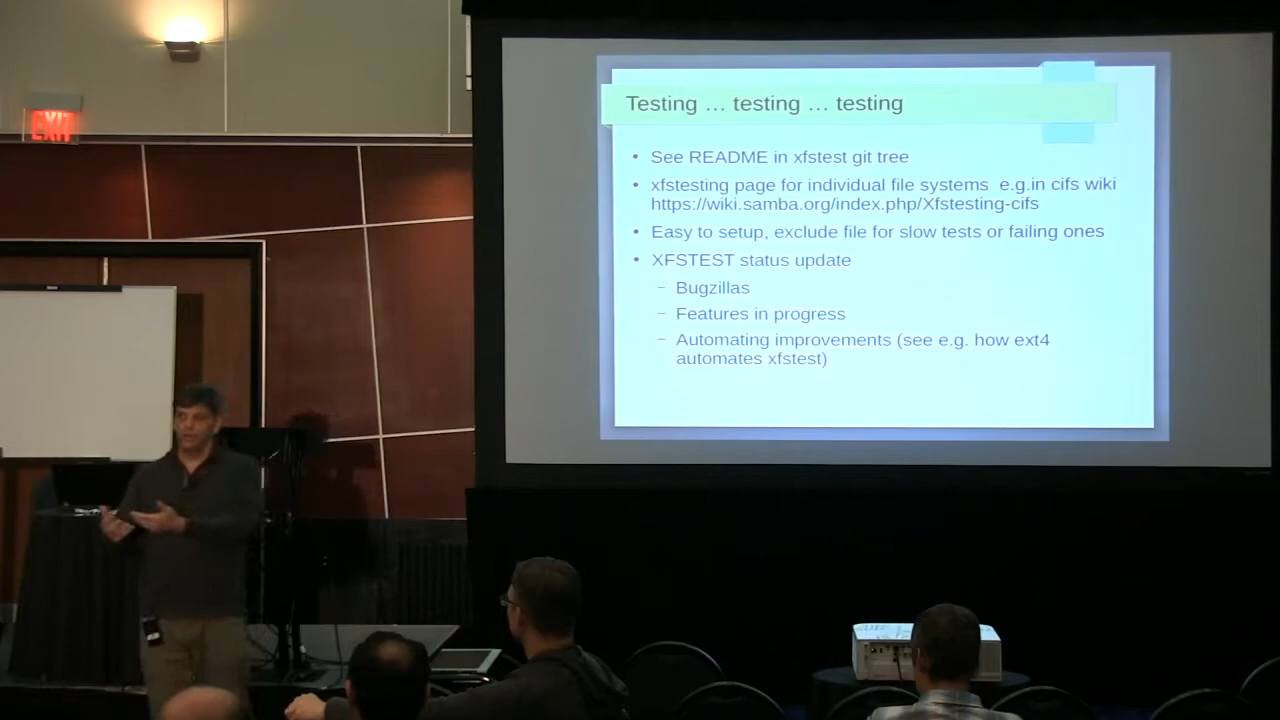 EXIT
Testing … testing … testing
• See README in xfstest git tree
• xfstesting page for individual file systems  e.g.in cifs wiki
https://wiki.samba.org/index.php/Xfstesting-cifs
• Easy to setup, exclude file for slow tests or failing ones
• XFSTEST status update
– Bugzillas
– Features in progress
– Automating improvements (see e.g. how ext4
automates xfstest)